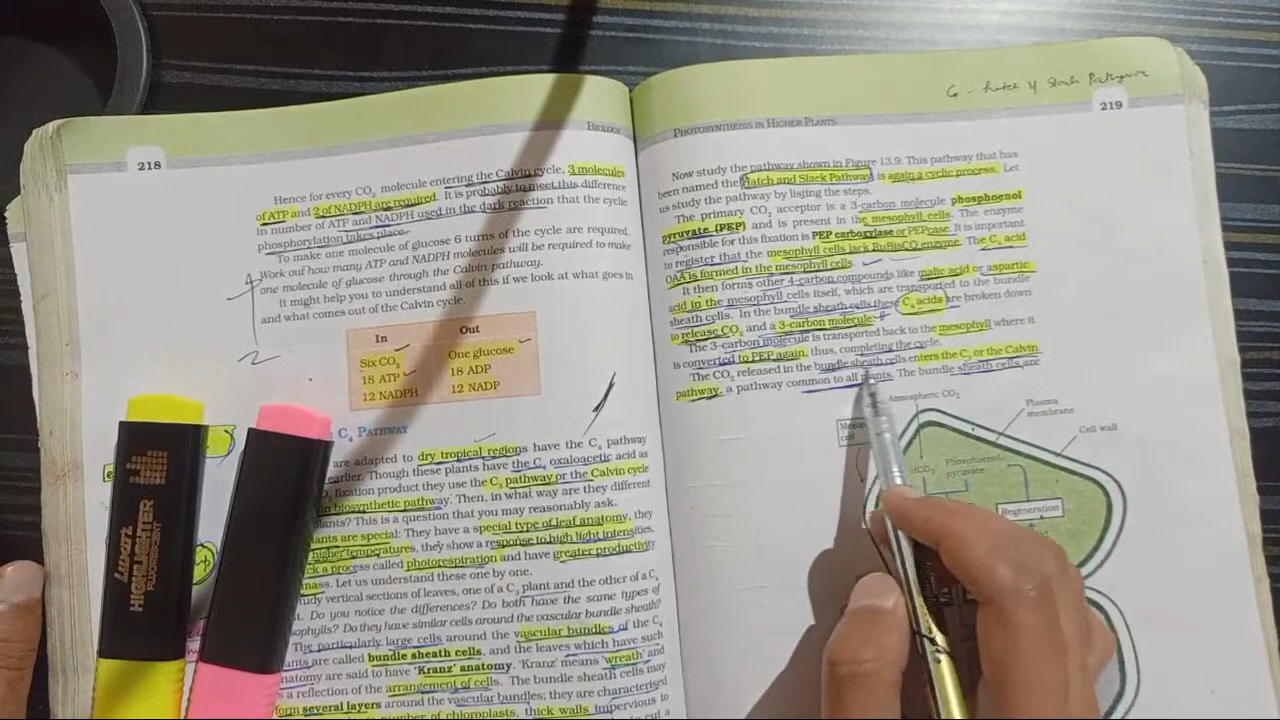 218
BIOLOGY
Hence for every CO2 molecule entering the Calvin cycle, 3 molecules
of ATP and 2 of NADPH are required. It is probably to meet this difference
in number of ATP and NADPH used in the dark reaction that the cyclic
phosphorylation takes place.
To make one molecule of glucose 6 turns of the cycle are required.
Work out how many ATP and NADPH molecules will be required to make
one molecule of glucose through the Calvin pathway.
It might help you to understand all of this if we look at what goes in
and what comes out of the Calvin cycle.
In Out
Six CO2 One glucose
18 ATP 18 ADP
12 NADPH 12 NADP
C4 PATHWAY
are adapted to dry tropical regions have the C4 pathway
earlier. Though these plants have the C4 oxaloacetic acid as
fixation product they use the C3 pathway or the Calvin cycle
in biosynthetic pathway. Then, in what way are they different
plants? This is a question that you may reasonably ask.
are special: They have a special type of leaf anatomy, they
higher temperatures, they show a response to high light intensities,
a process called photorespiration and have greater productivity
Let us understand these one by one.
vertical sections of leaves, one of a C3 plant and the other of a C4
Do you notice the differences? Do both have the same types of
Do they have similar cells around the vascular bundle sheath?
The particularly large cells around the vascular bundles of the C4
are called bundle sheath cells, and the leaves which have such
are said to have 'Kranz' anatomy. 'Kranz' means 'wreath' and
is a reflection of the arrangement of cells. The bundle sheath cells may
form several layers around the vascular bundles; they are characterised
number of chloroplasts, thick walls impervious to
PHOTOSYNTHESIS IN HIGHER PLANTS
219
Now study the pathway shown in Figure 13.9. This pathway that has
been named the Hatch and Slack Pathway, is again a cyclic process. Let
us study the pathway by listing the steps.
The primary CO2 acceptor is a 3-carbon molecule phosphoenol
pyruvate (PEP) and is present in the mesophyll cells. The enzyme
responsible for this fixation is PEP carboxylase or PEPcase. It is important
to register that the mesophyll cells lack RuBisCO enzyme. The C4 acid
OAA is formed in the mesophyll cells.
It then forms other 4-carbon compounds like malic acid or aspartic
acid in the mesophyll cells itself, which are transported to the bundle
sheath cells. In the bundle sheath cells these C4 acids are broken down
to release CO2 and a 3-carbon molecule.
The 3-carbon molecule is transported back to the mesophyll where it
is converted to PEP again, thus, completing the cycle.
The CO2 released in the bundle sheath cells enters the C3 or the Calvin
pathway, a pathway common to all plants. The bundle sheath cells are
Atmospheric CO2
Plasma
membrane
Cell wall
cell
HCO3
Phosphoenol-
pyruvate
Regeneration
Luxor
HIGHLIGHTER